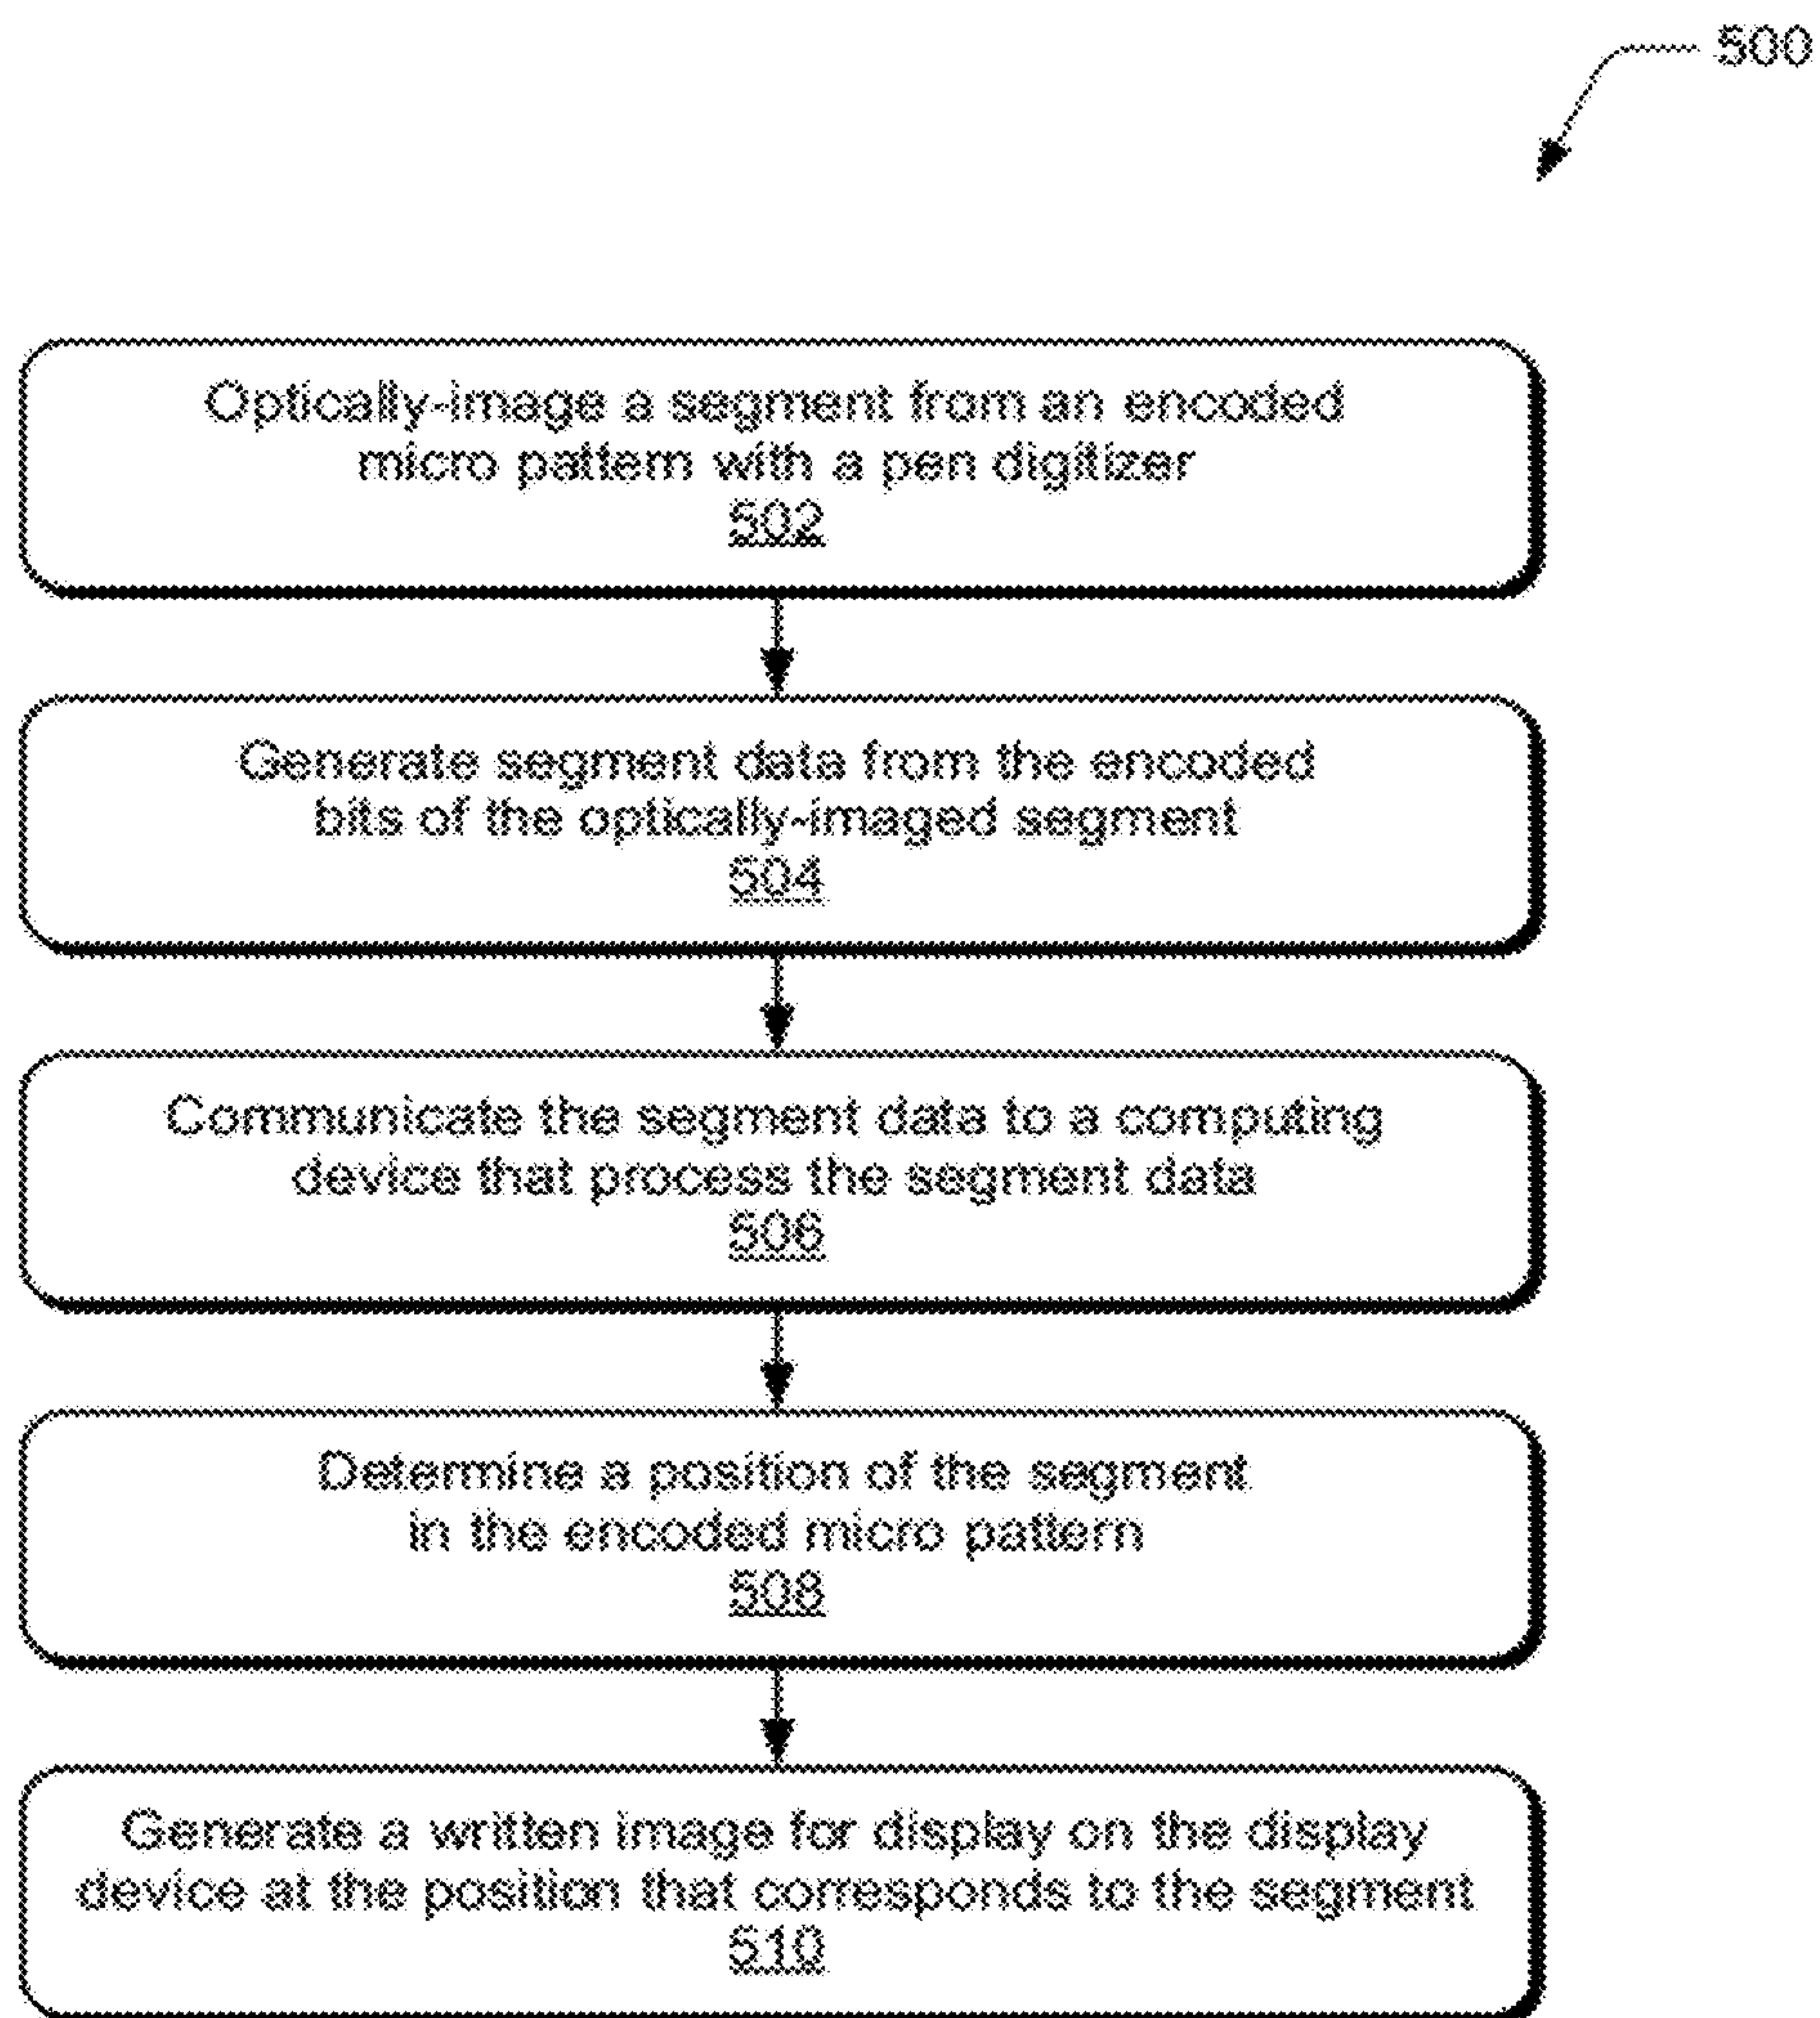 500
Optically-image a segment from an encoded
micro pattern with a pen digitizer
502
Generate segment data from the encoded
bits of the optically-imaged segment
504
Communicate the segment data to a computing
device that process the segment data
506
Determine a position of the segment
in the encoded micro pattern
508
Generate a written image for display on the display
device at the position that corresponds to the segment
510